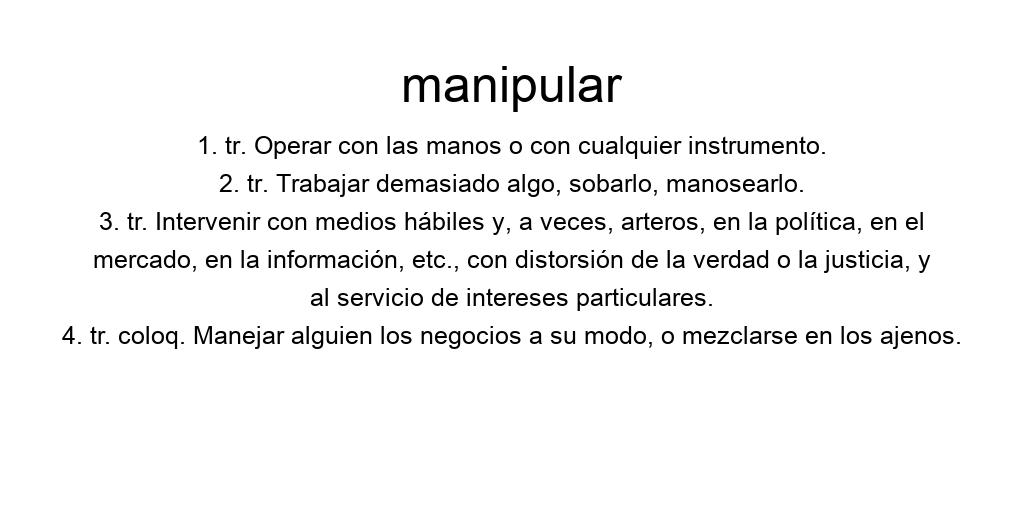 manipular
1. tr. Operar con las manos o con cualquier instrumento.
2. tr. Trabajar demasiado algo, sobarlo, manosearlo.
3. tr. Intervenir con medios hábiles y, a veces, arteros, en la política, en el
mercado, en la información, etc., con distorsión de la verdad o la justicia, y
al servicio de intereses particulares.
4. tr. coloq. Manejar alguien los negocios a su modo, o mezclarse en los ajenos.